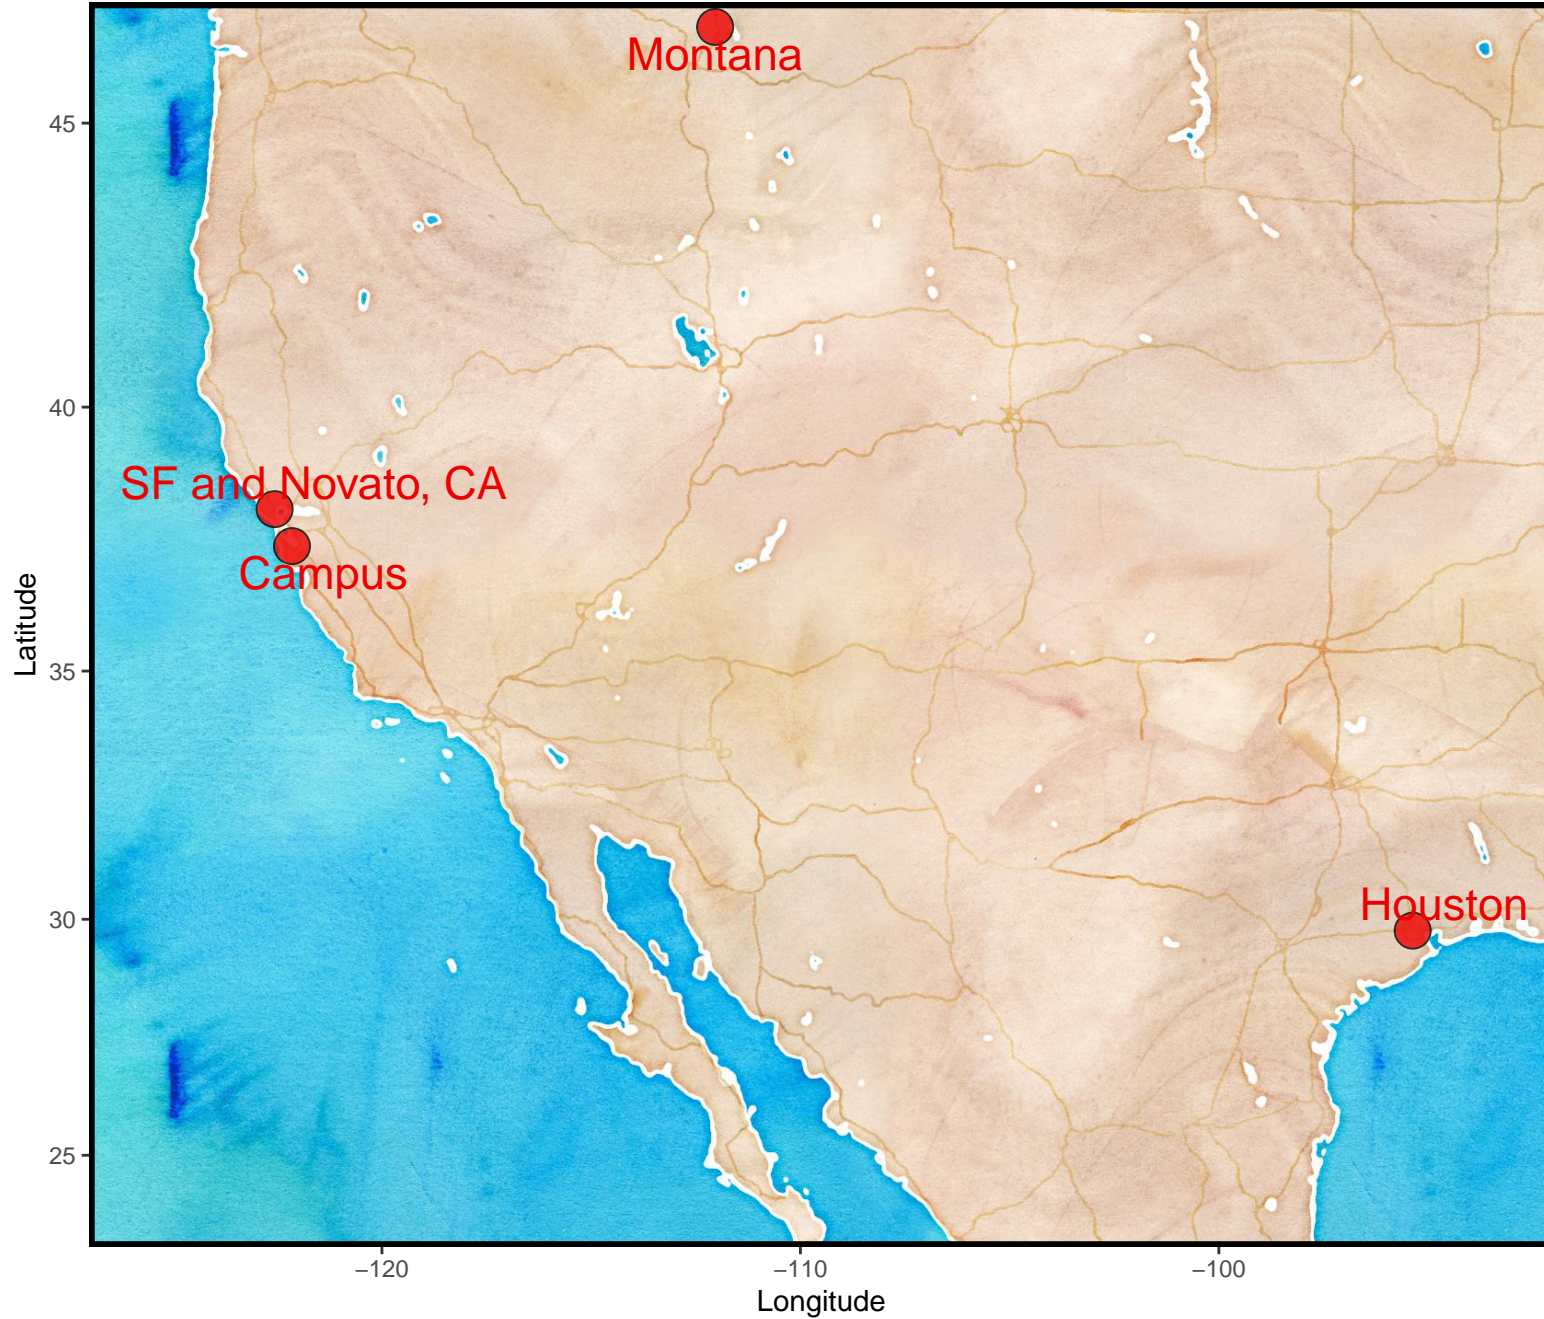 Montana
45
40
SF and Novato, CA
Campus
Latitude
35
Houston
30
25
−120
−110
−100
Longitude